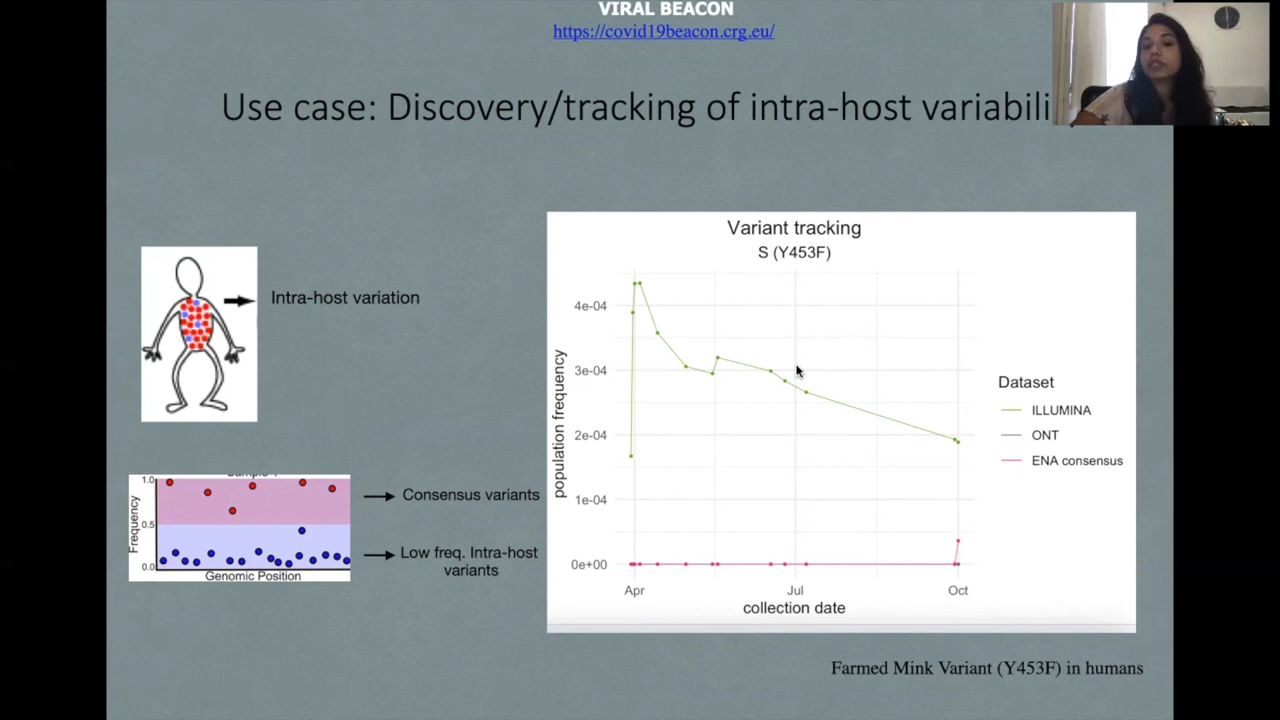 VIRAL BEACON
https://covid19beacon.crg.eu/
Use case: Discovery/tracking of intra-host
Intra-host variation
1.0
0.5
0.0
Frequency
Genomic Position
Consensus variants
Low freq. Intra-host
variants
Variant tracking
S (Y453F)
4e-04
3e-04
2e-04
1e-04
0e+00
population frequency
Apr
Jul
Oct
collection date
Dataset
ILLUMINA
ONT
ENA consensus
Farmed Mink Variant (Y453F) in humans